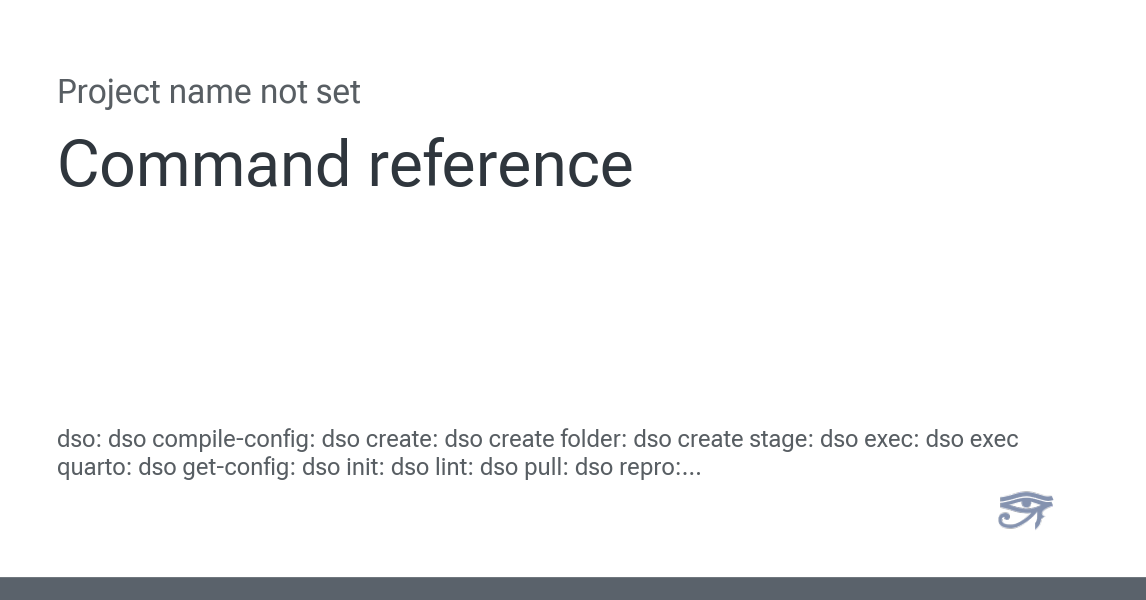 Project name not set
Command reference
dso: dso compile-config: dso create: dso create folder: dso create stage: dso exec: dso exec
quarto: dso get-config: dso init: dso lint: dso pull: dso repro:...